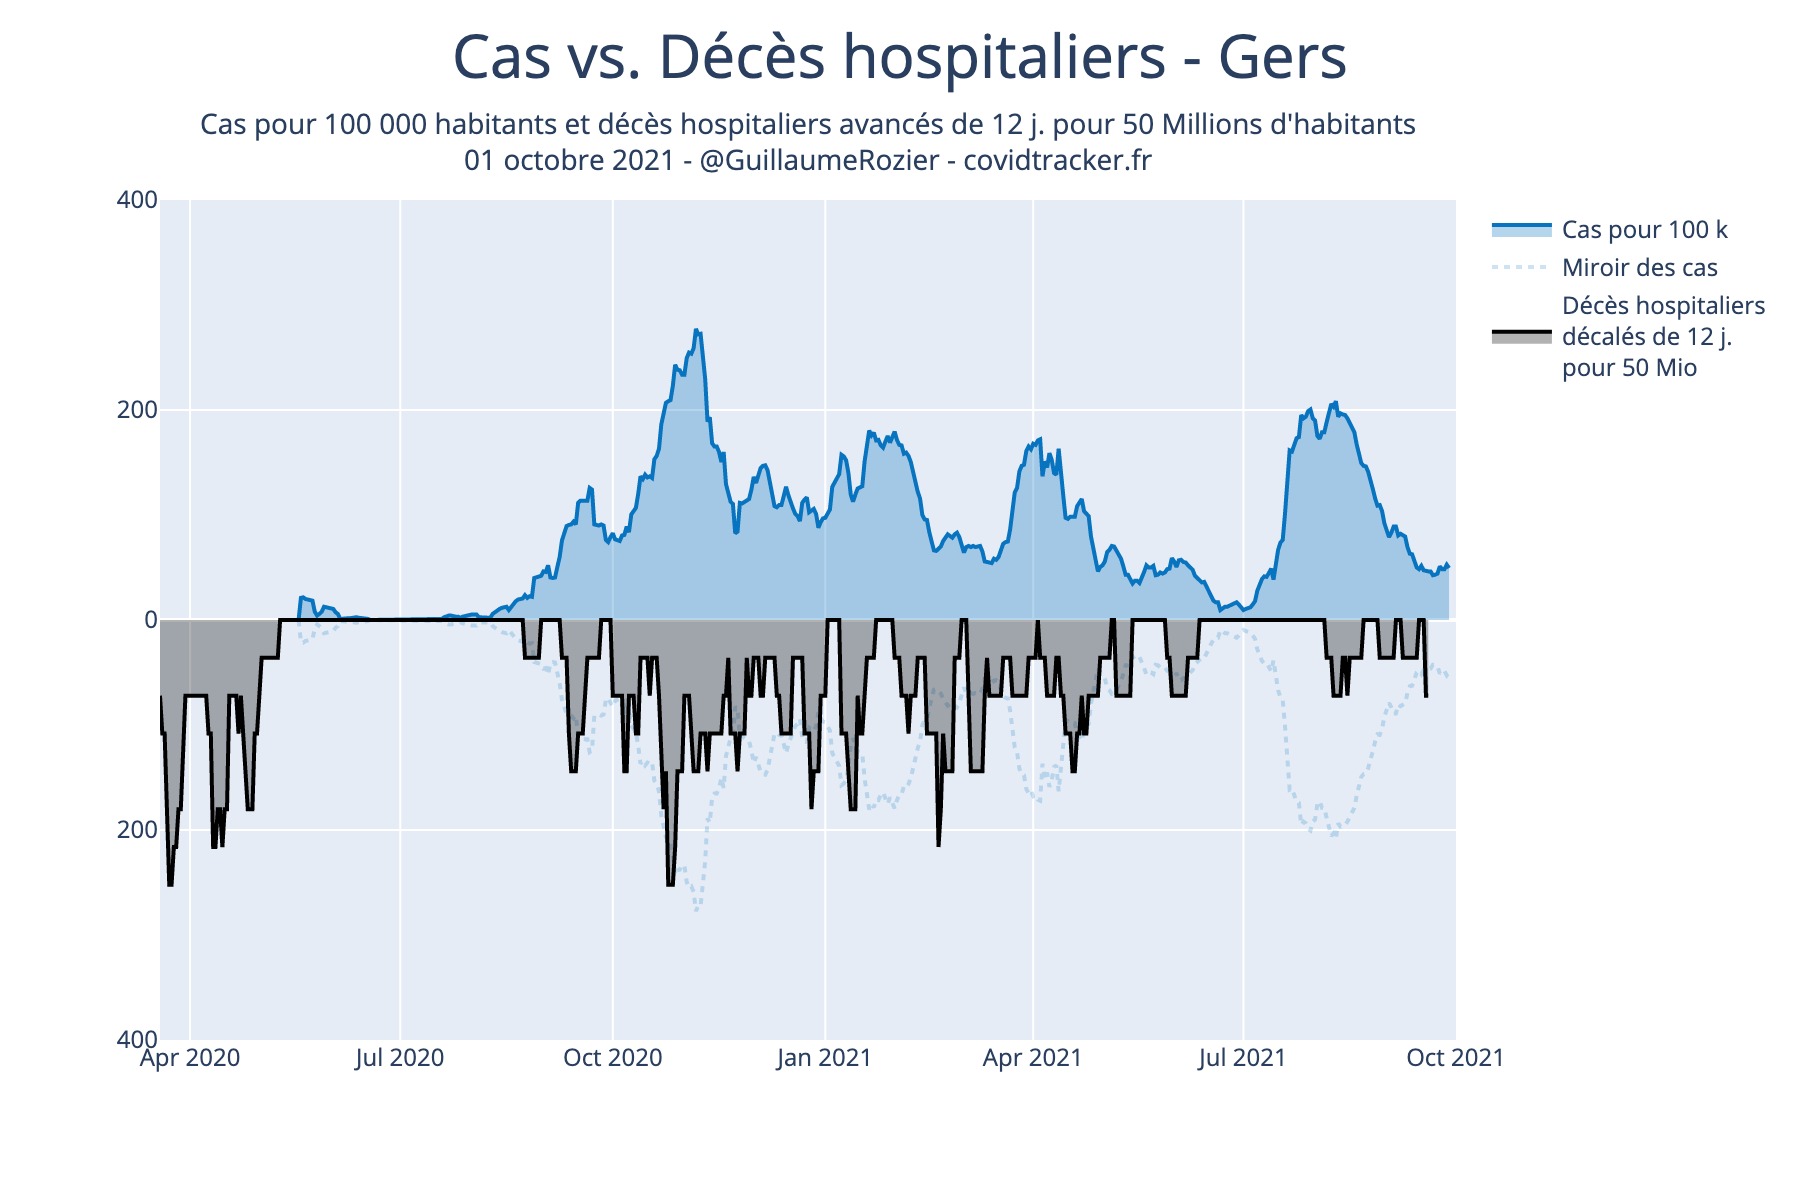 Cas vs. Décès hospitaliers - Gers
Cas pour 100 000 habitants et décès hospitaliers avancés de 12 j. pour 50 Millions d'habitants
01 octobre 2021 - @GuillaumeRozier - covidtracker.fr
400
200
0
200
400
Apr 2020
Jul 2020
Oct 2020
Jan 2021
Apr 2021
Jul 2021
Oct 2021
Cas pour 100 k
Miroir des cas
Décès hospitaliers
décalés de 12 j.
pour 50 Mio